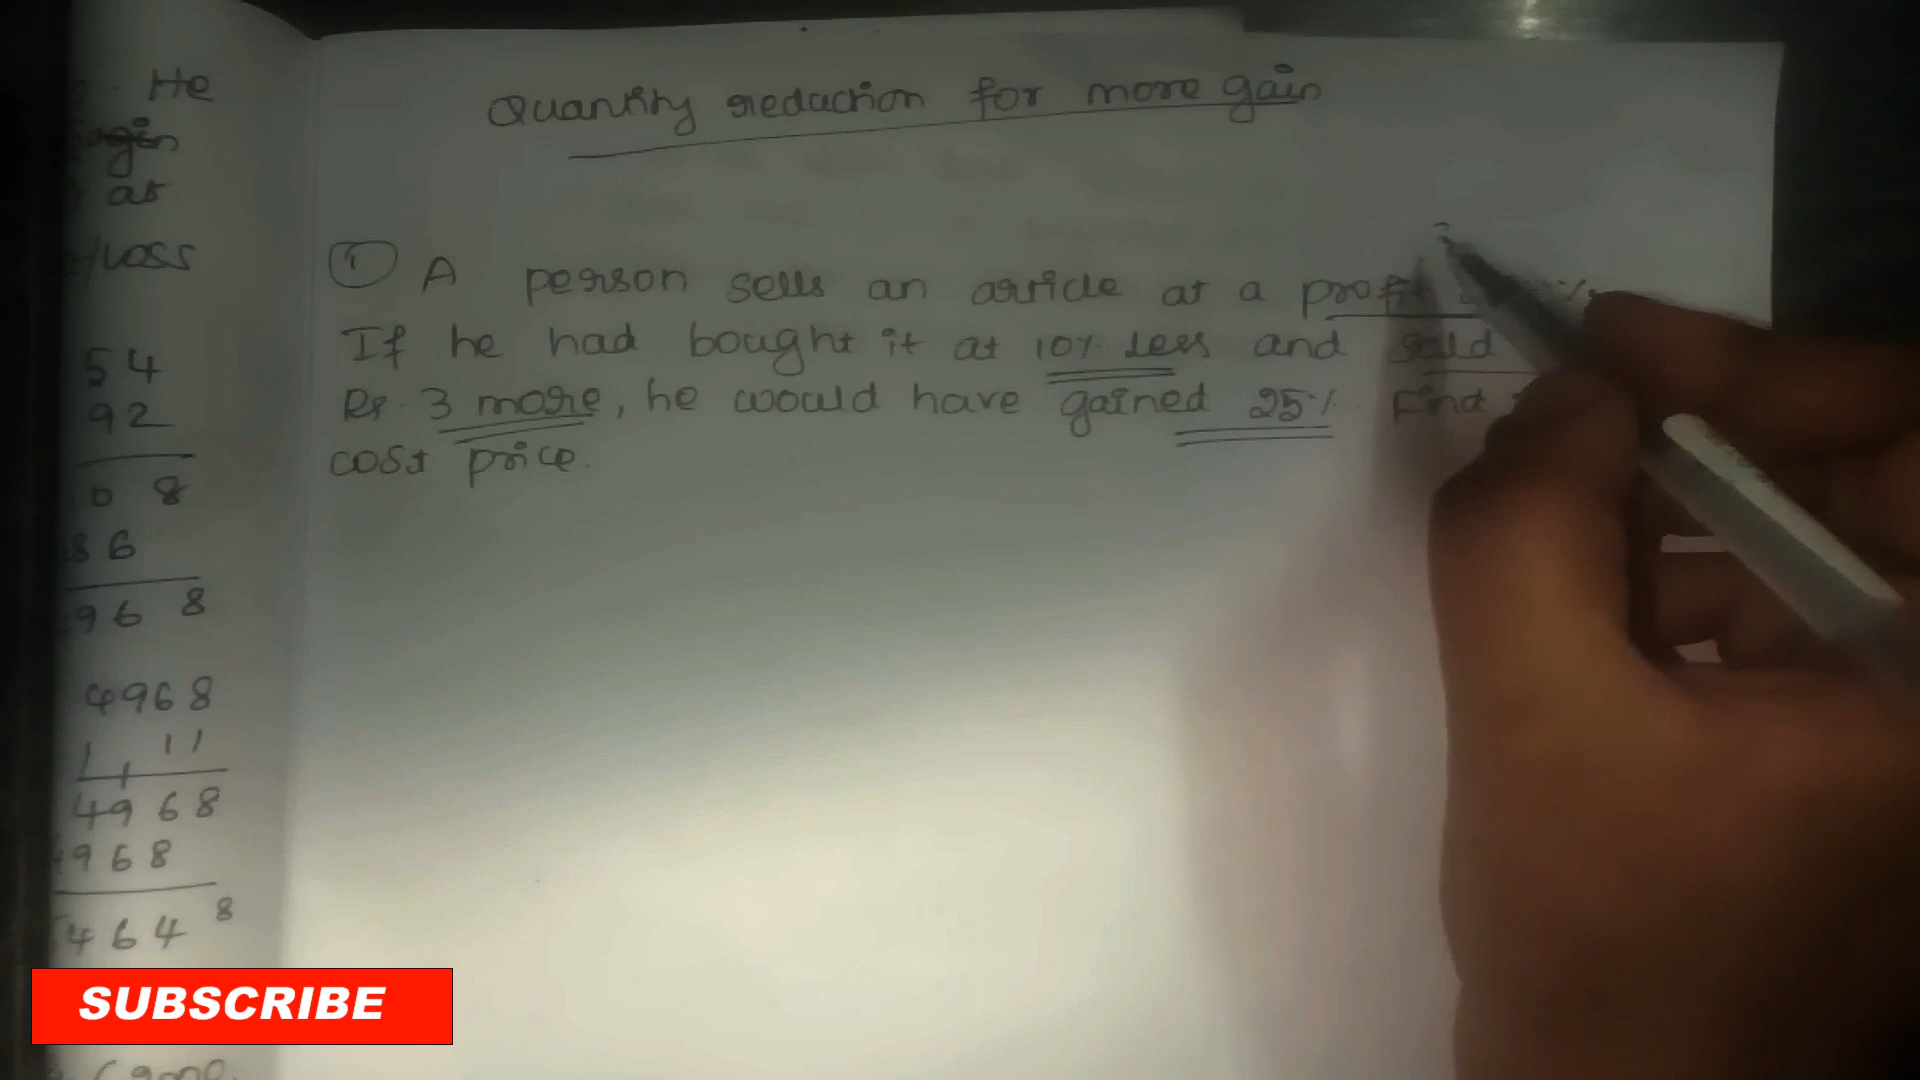 He
gain
at
Quantity reduction for more gain
/Loss
① A person sells an article at a profit
If he had bought it at 10% less and sold
Rs. 3 more, he would have gained 25% Find
cost price.
54
92
0 8
36
96 8
4968
11
4968
968
464 8
SUBSCRIBE